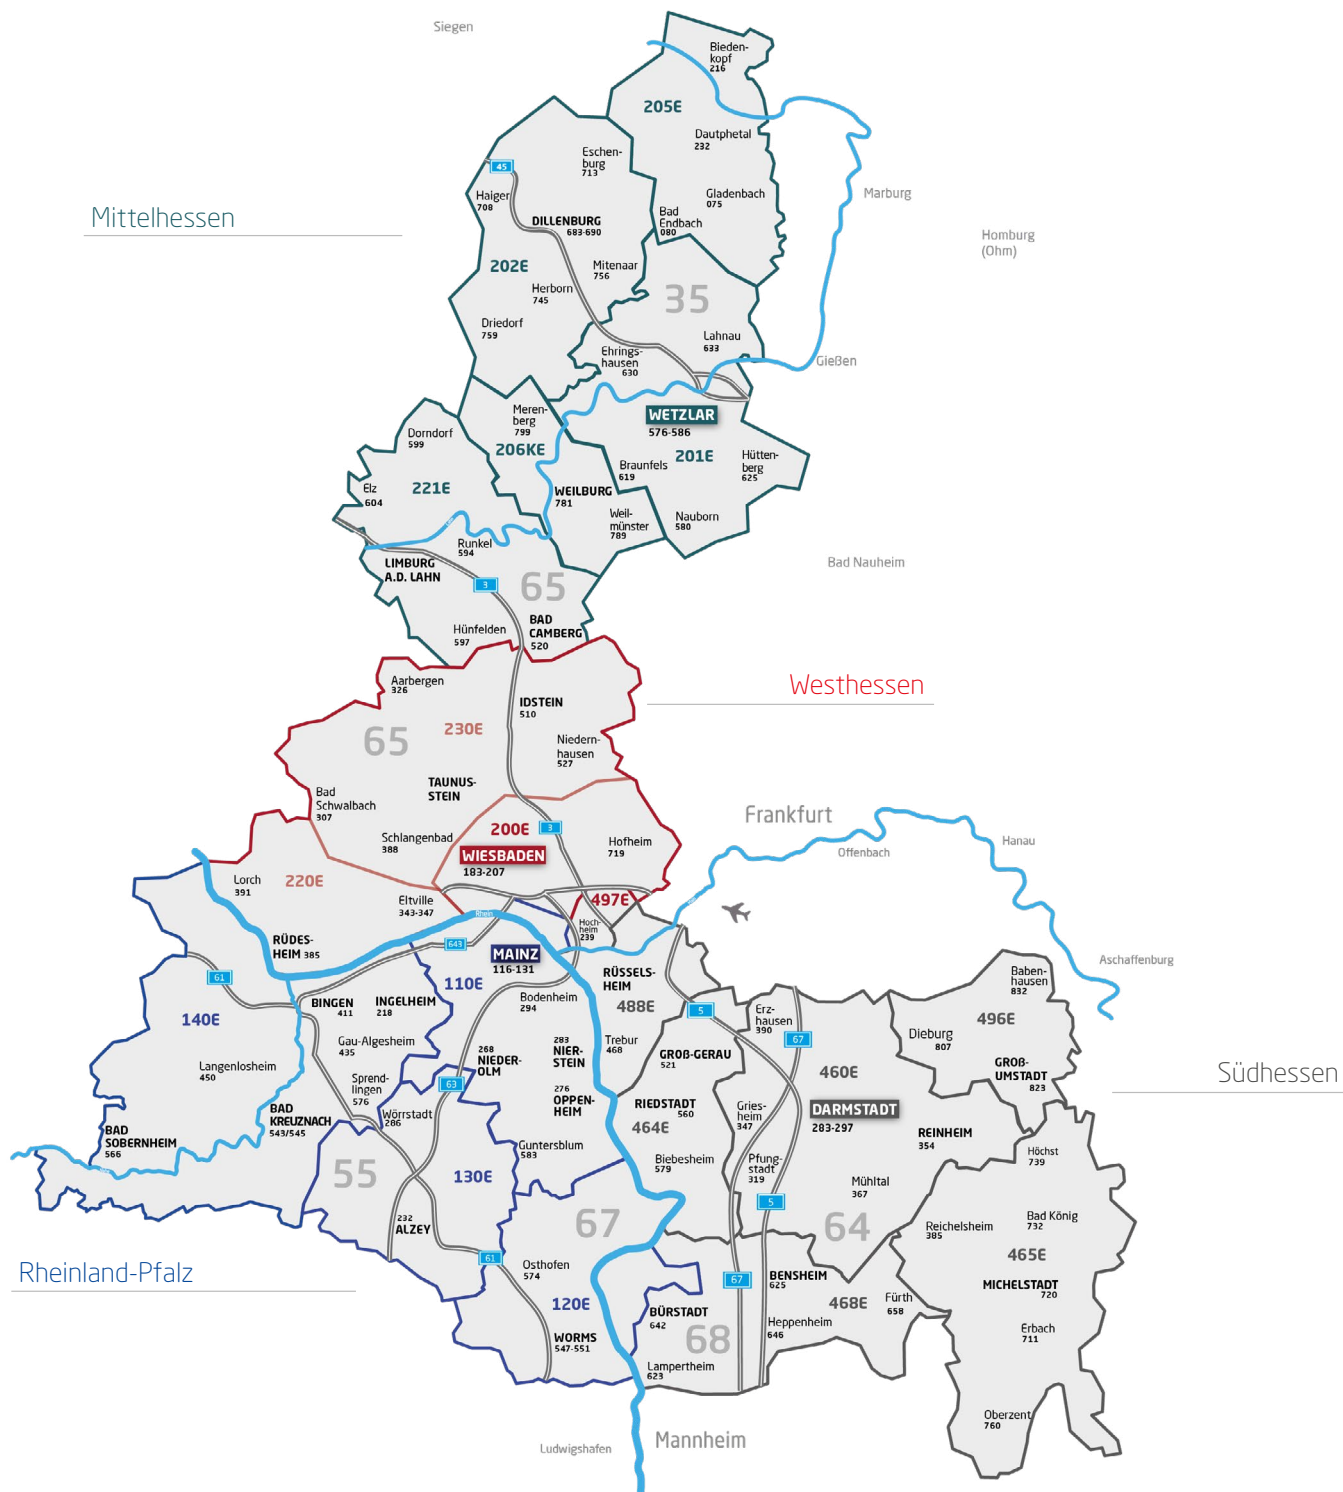 Siegen
Bieden-
kopf
216
205E
Dautphetal
232
Eschen-
burg
713
45
Haiger
708
Gladenbach
075
Marburg
Mittelhessen
DILLENBURG
683-690
Bad
Endbach
080
Homburg
(Ohm)
202E
Mitenaar
756
Herborn
745
35
Driedorf
759
Lahnau
633
Ehrings-
hausen
630
Gießen
Meren-
berg
799
WETZLAR
576-586
Dorndorf
599
206KE
201E
Braunfels
619
Hütten-
berg
625
Elz
604
221E
WEILBURG
781
Weil-
münster
789
Nauborn
580
Runkel
594
LIMBURG
A.D. LAHN
3
65
Bad Nauheim
Hünfelden
597
BAD
CAMBERG
520
Aarbergen
326
Westhessen
IDSTEIN
510
65
230E
Niedern-
hausen
527
TAUNUS-
STEIN
Bad
Schwalbach
307
Frankfurt
200E
3
Schlangenbad
388
Hofheim
719
Hanau
Offenbach
WIESBADEN
183-207
Lorch
391
220E
Eltville
343-347
497E
Rhein
Hoch-
heim
239
RÜDES-
HEIM 385
643
MAINZ
116-131
Aschaffenburg
61
110E
RÜSSELS-
HEIM
Baben-
hausen
832
BINGEN
411
INGELHEIM
218
Bodenheim
294
488E
5
Erz-
hausen
390
496E
140E
Dieburg
807
Gau-Algesheim
435
Trebur
468
67
268
NIEDER-
OLM
283
NIER-
STEIN
GROß-GERAU
521
Langenlosheim
450
460E
GROß-
UMSTADT
823
Südhessen
Sprend-
lingen
576
63
276
OPPEN-
HEIM
RIEDSTADT
560
Gries-
heim
347
DARMSTADT
283-297
BAD
KREUZNACH
543/545
Wörrstadt
286
464E
REINHEIM
354
BAD
SOBERNHEIM
566
Guntersblum
583
Biebesheim
579
Pfung-
stadt
319
Höchst
739
55
130E
Mühltal
367
5
232
ALZEY
67
64
Reichelsheim
385
Bad König
732
61
Osthofen
574
465E
Rheinland-Pfalz
67
BENSHEIM
625
MICHELSTADT
720
120E
BÜRSTADT
642
468E
Fürth
658
68
Heppenheim
646
Erbach
711
WORMS
547-551
Lampertheim
623
Oberzent
760
Ludwigshafen
Mannheim